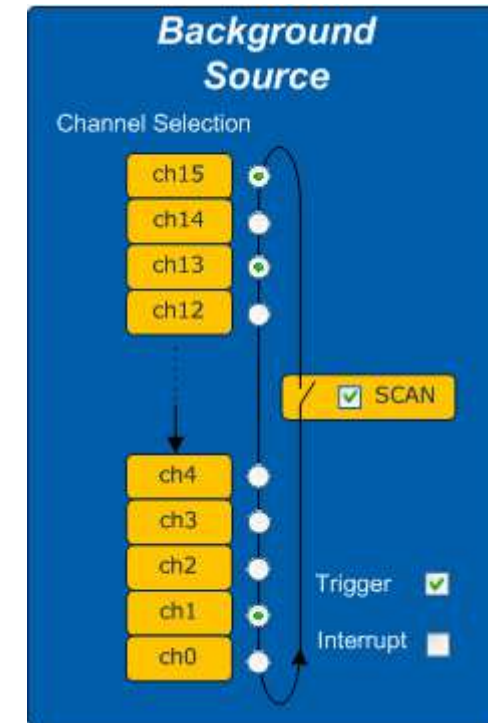 Background
Source
Channel Selection
ch15
ch14
ch13
ch12
SCAN
ch4
ch3
ch2
Trigger
ch1
Interrupt
ch0